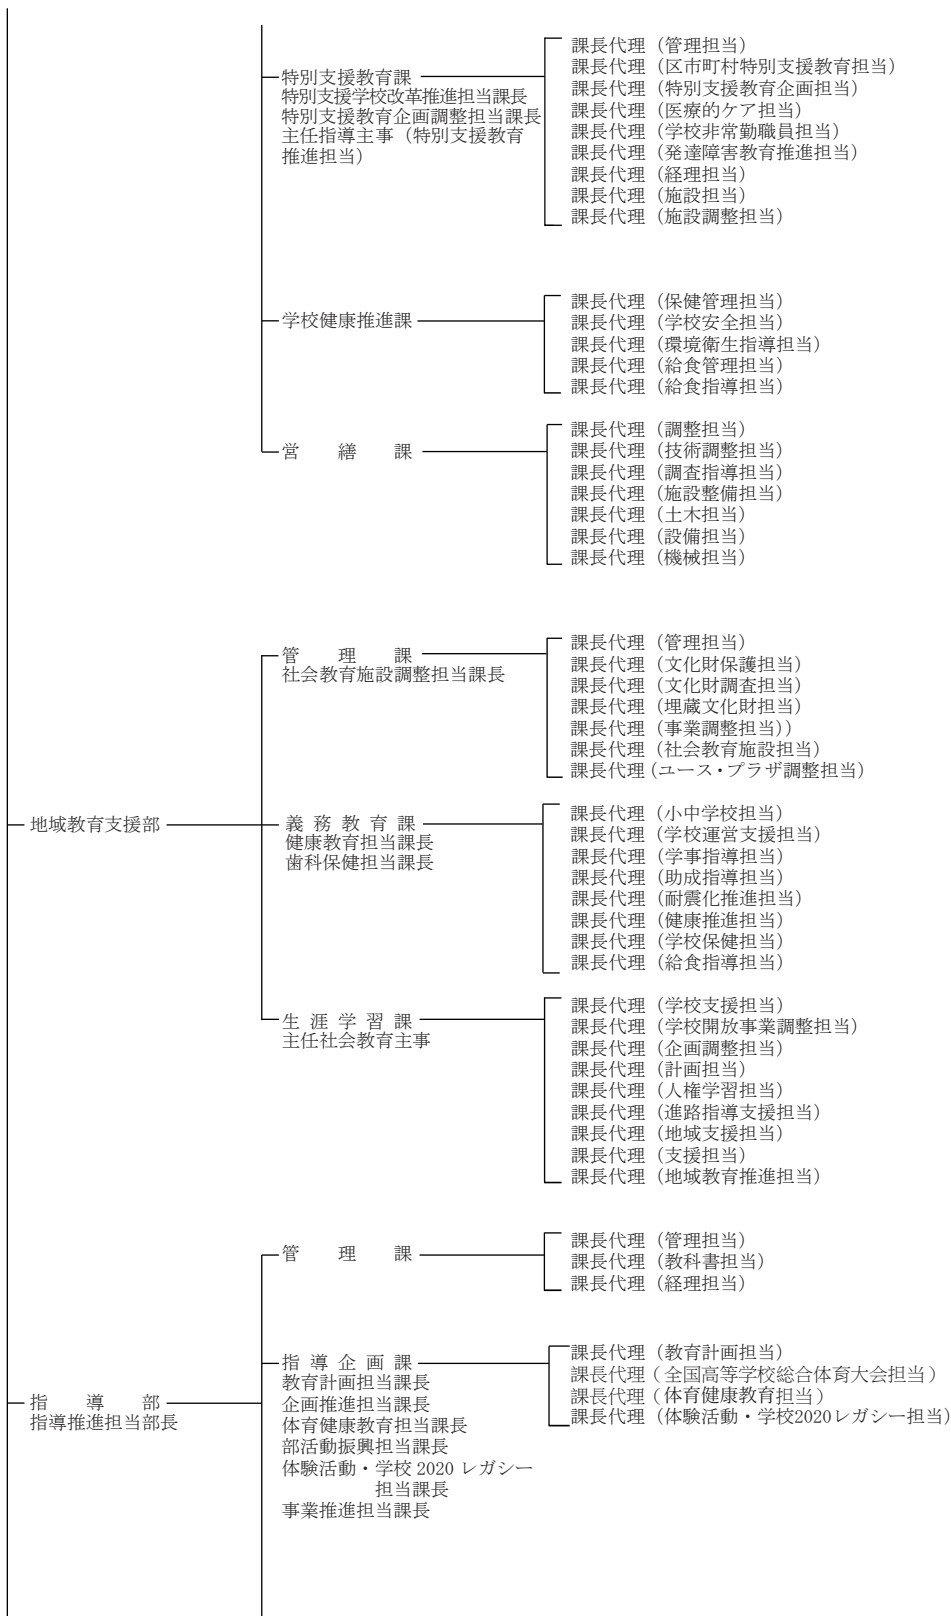 特別支援教育課
特別支援学校改革推進担当課長
特別支援教育企画調整担当課長
主任指導主事（特別支援教育
推進担当）
課長代理（管理担当）
課長代理（区市町村特別支援教育担当）
課長代理（特別支援教育企画担当）
課長代理（医療的ケア担当）
課長代理（学校非常勤職員担当）
課長代理（発達障害教育推進担当）
課長代理（経理担当）
課長代理（施設担当）
課長代理（施設調整担当）
学校健康推進課
課長代理（保健管理担当）
課長代理（学校安全担当）
課長代理（環境衛生指導担当）
課長代理（給食管理担当）
課長代理（給食指導担当）
営　繕　課
課長代理（調整担当）
課長代理（技術調整担当）
課長代理（調査指導担当）
課長代理（施設整備担当）
課長代理（土木担当）
課長代理（設備担当）
課長代理（機械担当）
地域教育支援部
管　理　課
社会教育施設調整担当課長
課長代理（管理担当）
課長代理（文化財保護担当）
課長代理（文化財調査担当）
課長代理（埋蔵文化財担当）
課長代理（事業調整担当））
課長代理（社会教育施設担当）
課長代理（ユース・プラザ調整担当）
義務教育課
健康教育担当課長
歯科保健担当課長
課長代理（小中学校担当）
課長代理（学校運営支援担当）
課長代理（学事指導担当）
課長代理（助成指導担当）
課長代理（耐震化推進担当）
課長代理（健康推進担当）
課長代理（学校保健担当）
課長代理（給食指導担当）
生涯学習課
主任社会教育主事
課長代理（学校支援担当）
課長代理（学校開放事業調整担当）
課長代理（企画調整担当）
課長代理（計画担当）
課長代理（人権学習担当）
課長代理（進路指導支援担当）
課長代理（地域支援担当）
課長代理（支援担当）
課長代理（地域教育推進担当）
指　導　部
指導推進担当部長
管　理　課
課長代理（管理担当）
課長代理（教科書担当）
課長代理（経理担当）
指導企画課
教育計画担当課長
企画推進担当課長
体育健康教育担当課長
部活動振興担当課長
体験活動・学校 2020 レガシー
担当課長
事業推進担当課長
課長代理（教育計画担当）
課長代理（全国高等学校総合体育大会担当）
課長代理（体育健康教育担当）
課長代理（体験活動・学校2020レガシー担当）